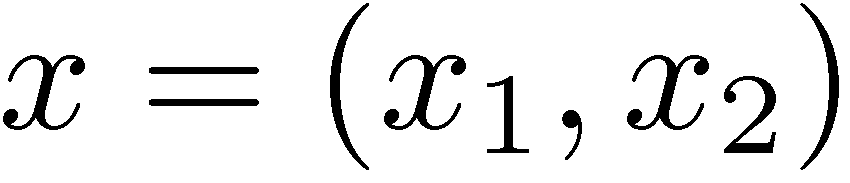 x = (x₁, x₂)